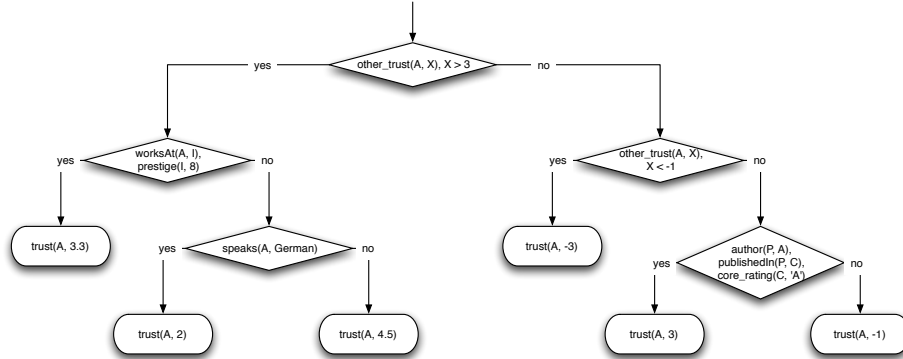 other_trust(A, X), X > 3
yes
no
worksAt(A, I),
prestige(I, 8)
yes
no
other_trust(A, X),
X < -1
yes
no
trust(A, 3.3)
speaks(A, German)
yes
no
trust(A, -3)
author(P, A),
publishedIn(P, C),
core_rating(C, 'A')
yes
no
trust(A, 2)
trust(A, 4.5)
trust(A, 3)
trust(A, -1)